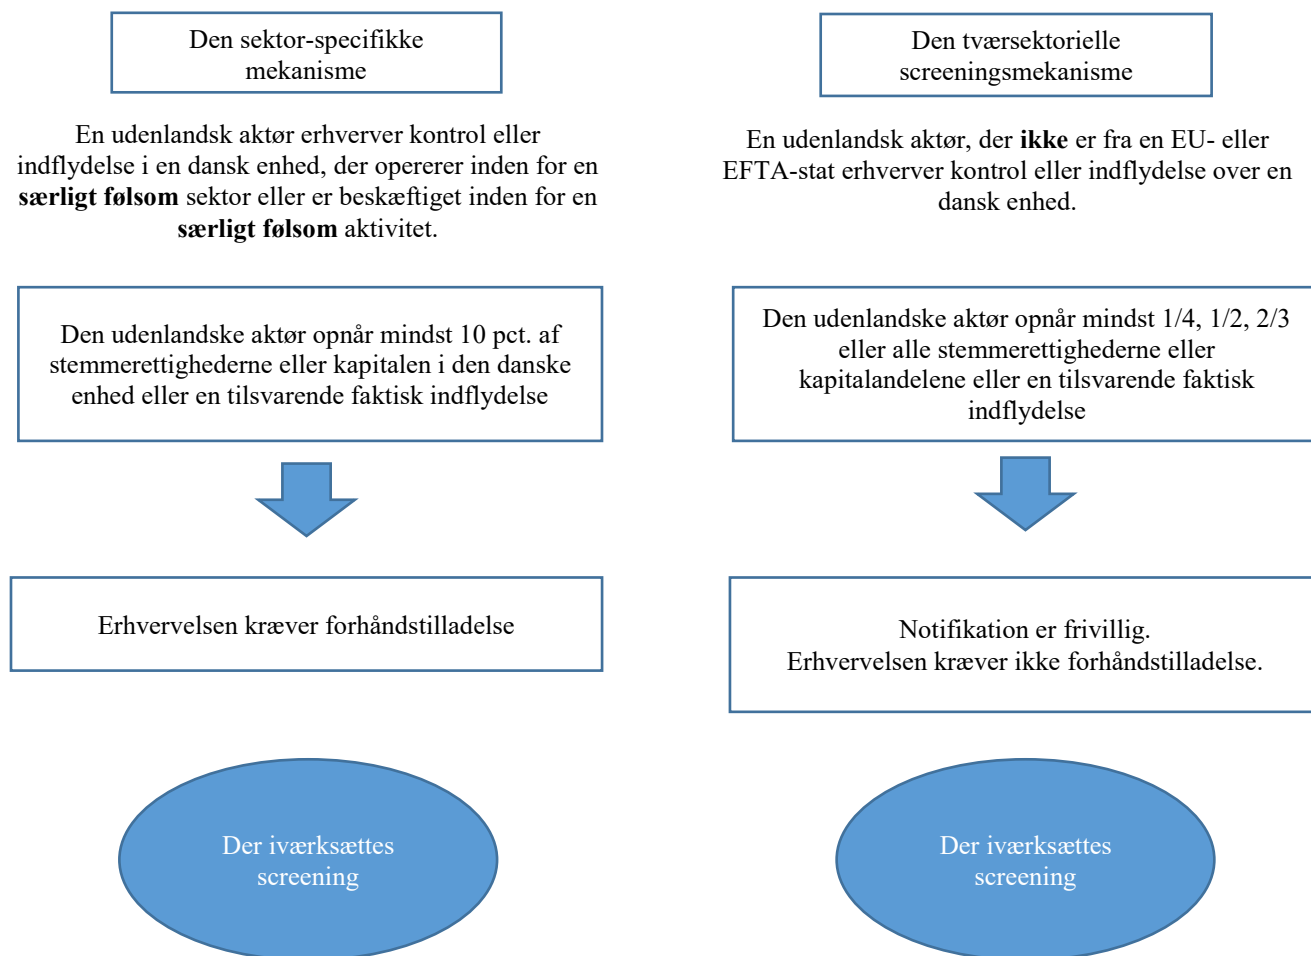 Den sektor-specifikke
mekanisme
En udenlandsk aktør erhverver kontrol eller
indflydelse i en dansk enhed, der opererer inden for en
særligt følsom sektor eller er beskæftiget inden for en
særligt følsom aktivitet.
Den udenlandske aktør opnår mindst 10 pct. af
stemmerettighederne eller kapitalen i den danske
enhed eller en tilsvarende faktisk indflydelse
Erhvervelsen kræver forhåndstilladelse
Der iværksættes
screening
Den tværsektorielle
screeningsmekanisme
En udenlandsk aktør, der ikke er fra en EU- eller
EFTA-stat erhverver kontrol eller indflydelse over en
dansk enhed.
Den udenlandske aktør opnår mindst 1/4, 1/2, 2/3
eller alle stemmerettighederne eller
kapitalandelene eller en tilsvarende faktisk
indflydelse
Notifikation er frivillig.
Erhvervelsen kræver ikke forhåndstilladelse.
Der iværksættes
screening